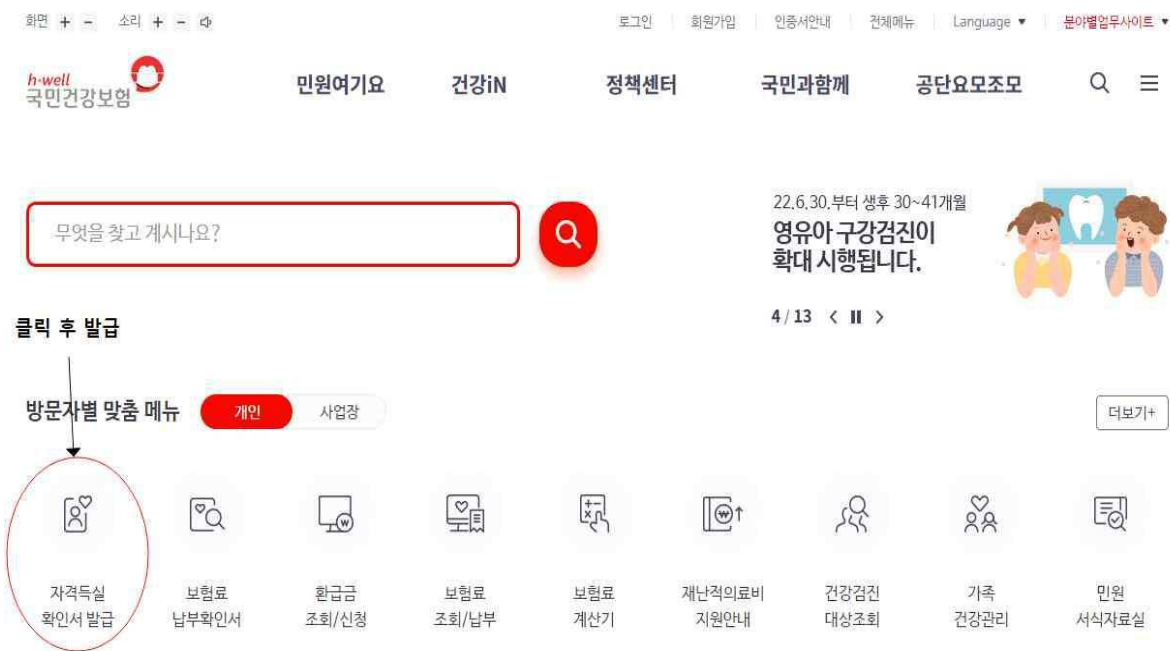 화면 + - 소리 + -
로그인 회원가입 인증서안내 전체메뉴 Language ▼ 분야별업무사이트 ▼
h·well
국민건강보험
민원여기요 건강iN 정책센터 국민과함께 공단요모조모
무엇을 찾고 계시나요?
22.6.30.부터 생후 30~41개월
영유아 구강검진이
확대 시행됩니다.
4 / 13
클릭 후 발급
방문자별 맞춤 메뉴 개인 사업장 더보기+
자격득실
확인서 발급
보험료
납부확인서
환급금
조회/신청
보험료
조회/납부
보험료
계산기
재난적의료비
지원안내
건강검진
대상조회
가족
건강관리
민원
서식자료실